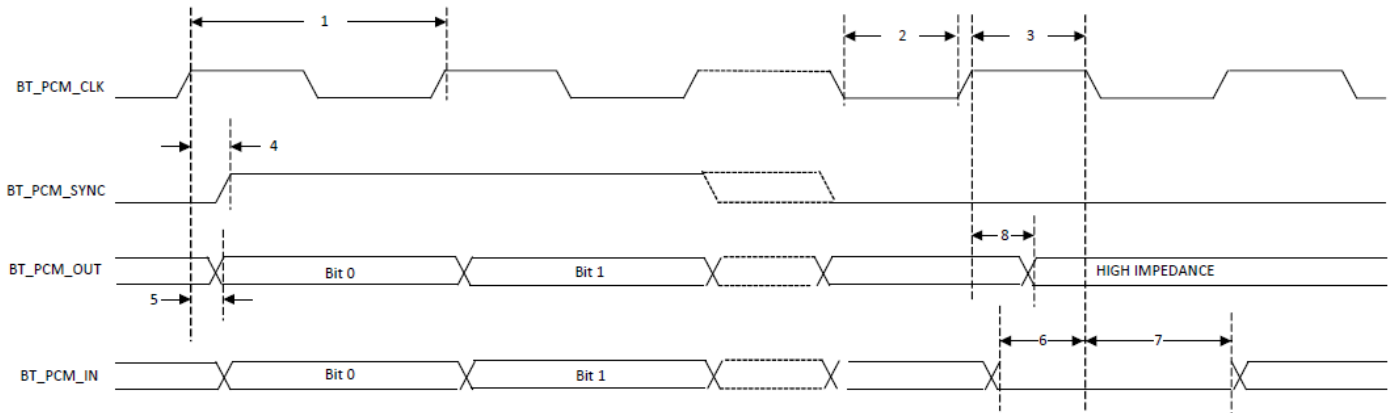 1
2
3
BT_PCM_CLK
4
BT_PCM_SYNC
8
BT_PCM_OUT
Bit 0
Bit 1
HIGH IMPEDANCE
5
6
7
BT_PCM_IN
Bit 0
Bit 1